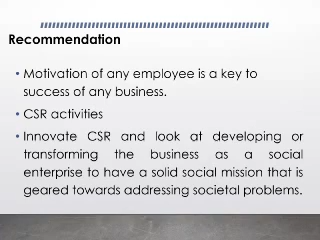 Recommendation
• Motivation of any employee is a key to
success of any business.
• CSR activities
• Innovate CSR and look at developing or
transforming the business as a social
enterprise to have a solid social mission that is
geared towards addressing societal problems.